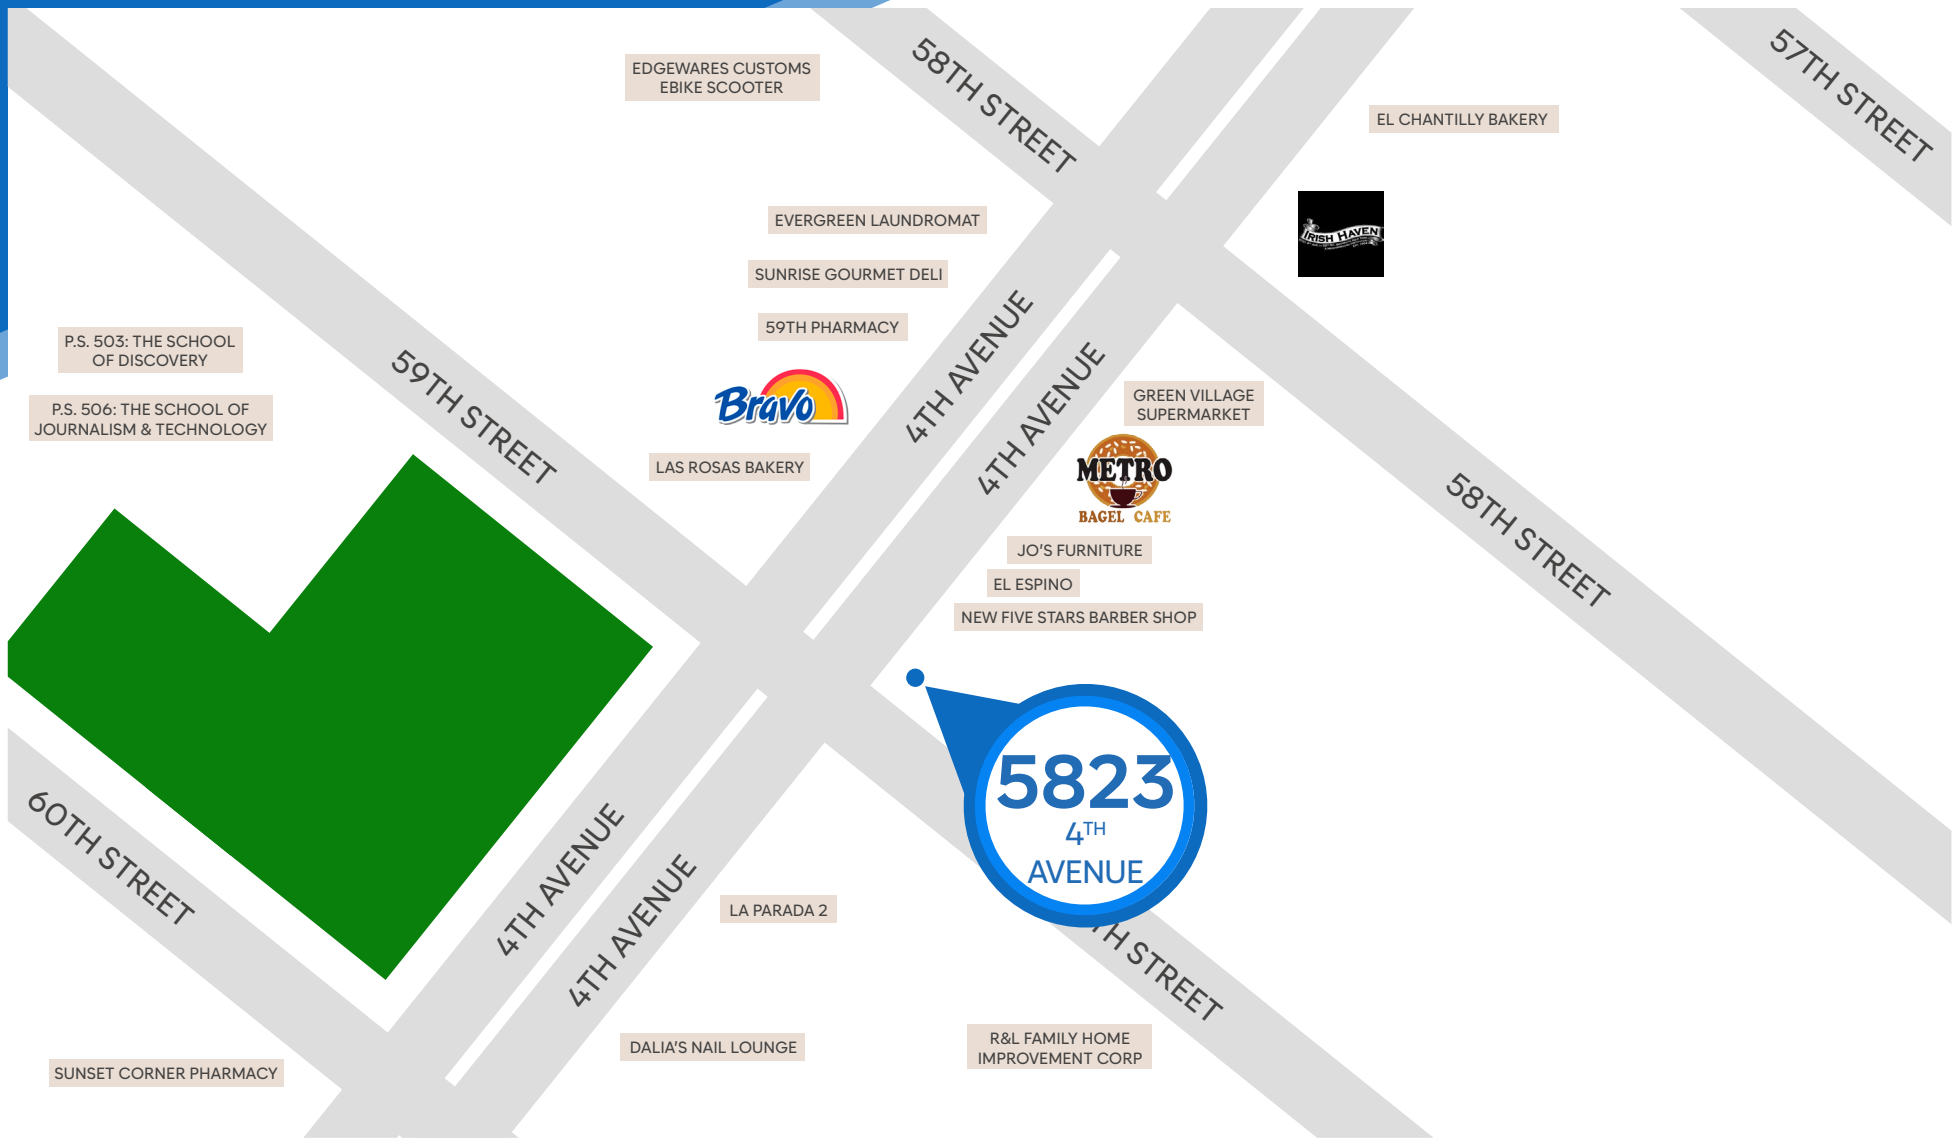 57TH STREET
58TH STREET
EDGEWARES CUSTOMS
EBIKE SCOOTER
EL CHANTILLY BAKERY
EVERGREEN LAUNDROMAT
IRISH HAVEN
SUNRISE GOURMET DELI
59TH PHARMACY
P.S. 503: THE SCHOOL
OF DISCOVERY
59TH STREET
4TH AVENUE
4TH AVENUE
Bravo
GREEN VILLAGE
SUPERMARKET
P.S. 506: THE SCHOOL OF
JOURNALISM & TECHNOLOGY
LAS ROSAS BAKERY
METRO
BAGEL CAFE
58TH STREET
JO'S FURNITURE
EL ESPINO
NEW FIVE STARS BARBER SHOP
5823
4TH
AVENUE
60TH STREET
4TH AVENUE
4TH AVENUE
LA PARADA 2
TH STREET
DALIA'S NAIL LOUNGE
R&L FAMILY HOME
IMPROVEMENT CORP
SUNSET CORNER PHARMACY